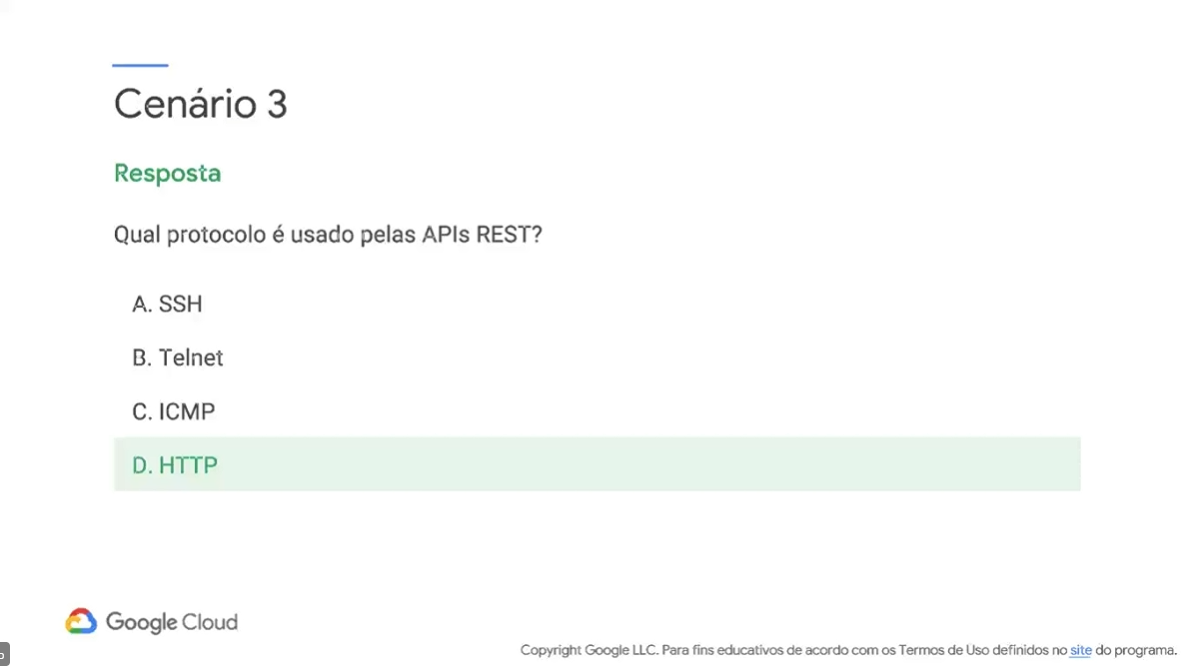 Cenário 3
Resposta
Qual protocolo é usado pelas APIs REST?
A. SSH
B. Telnet
C. ICMP
D. HTTP
Google Cloud
Copyright Google LLC. Para fins educativos de acordo com os Termos de Uso definidos no site do programa.